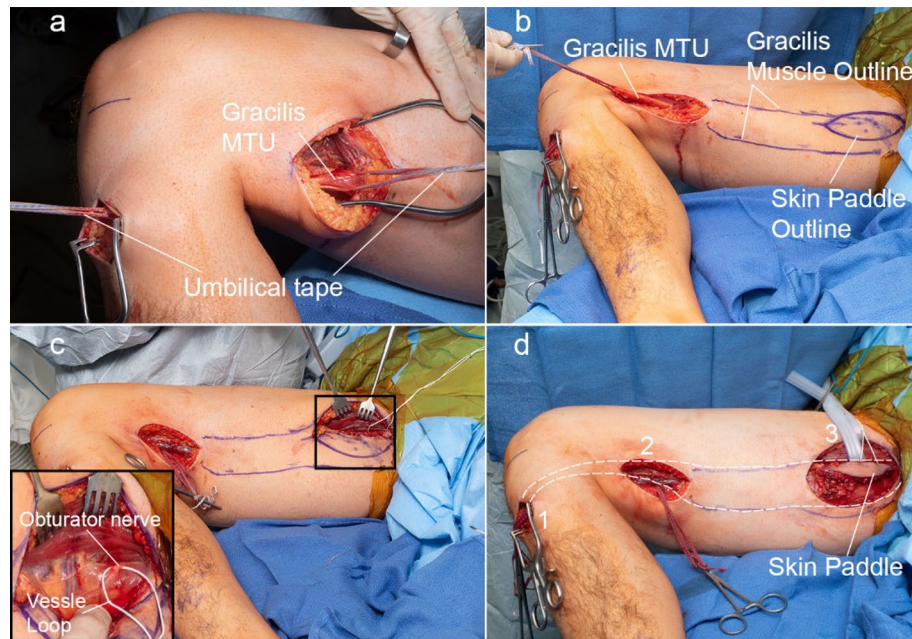 a
Gracilis
MTU
Umbilical tape
b
Gracilis MTU
Gracilis
Muscle Outline
Skin Paddle
Outline
c
Obturator nerve
Vessle
Loop
d
1
2
3
Skin Paddle